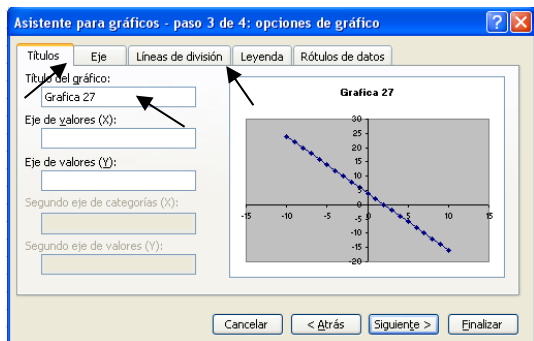 Asistente para gráficos - paso 3 de 4: opciones de gráfico
Títulos Eje Líneas de división Leyenda Rótulos de datos
Título del gráfico:
Grafica 27
Eje de valores (X):
Eje de valores (Y):
Segundo eje de categorías (X):
Segundo eje de valores (Y):
Grafica 27
30
25
20
15
10
5
0
-15 -10 -5 0 5 10 15
-5
-10
-15
-20
Cancelar < Atrás Siguiente > Finalizar